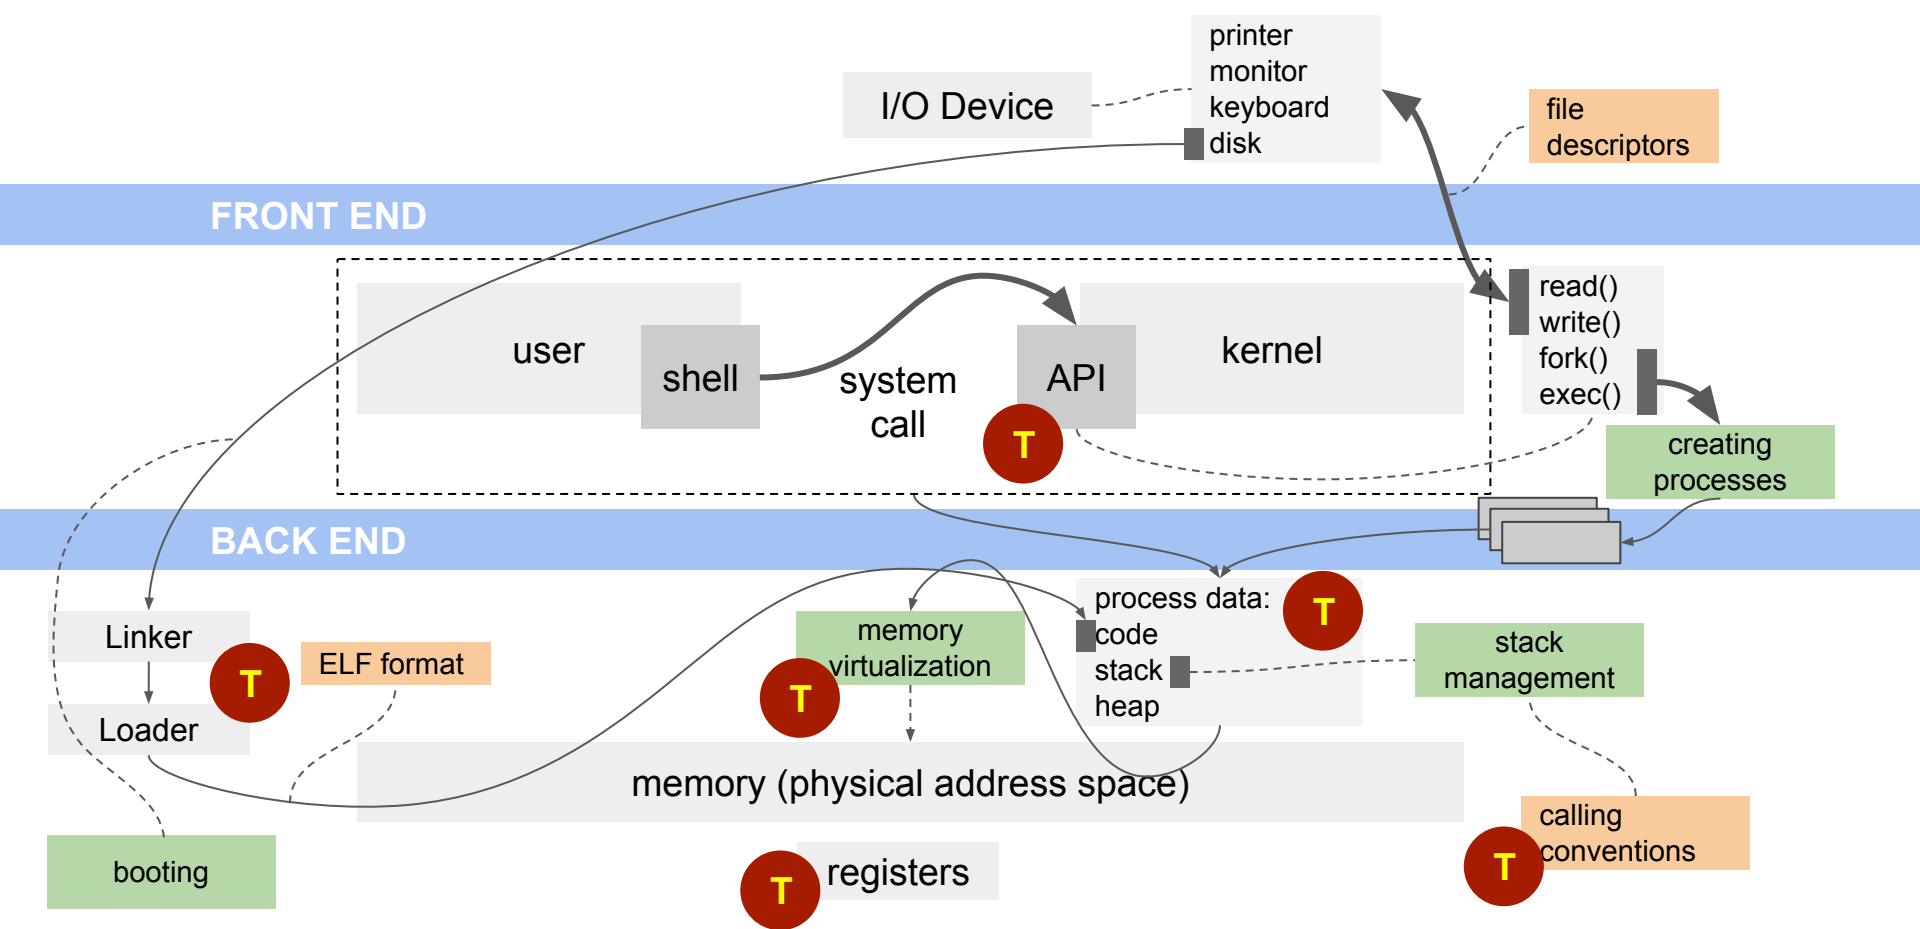 printer
monitor
keyboard
disk
I/O Device
file
descriptors
FRONT END
read()
write()
fork()
exec()
user
shell
system
call
API
kernel
T
creating
processes
BACK END
process data:
code
stack
heap
T
Linker
T
Loader
ELF format
memory
virtualization
T
stack
management
memory (physical address space)
calling
conventions
T
booting
T
registers